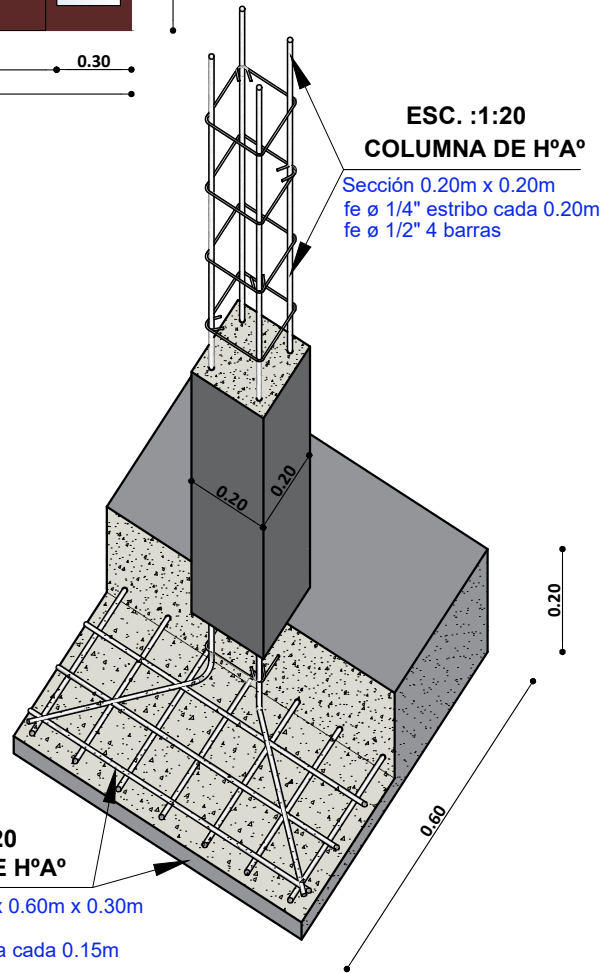 0.30
ESC. :1:20
COLUMNA DE HºAº
Sección 0.20m x 0.20m
fe ø 1/4" estribo cada 0.20m
fe ø 1/2" 4 barras
0.20
0.20
0.20
0.60
20
HºAº
x 0.60m x 0.30m
cada 0.15m